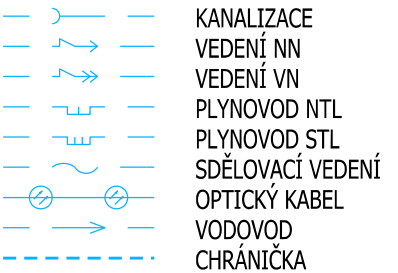 KANALIZACE
VEDENÍ NN
VEDENÍ VN
PLYNOVOD NTL
PLYNOVOD STL
SDĚLOVACÍ VEDENÍ
OPTICKÝ KABEL
VODOVOD
CHRÁNIČKA